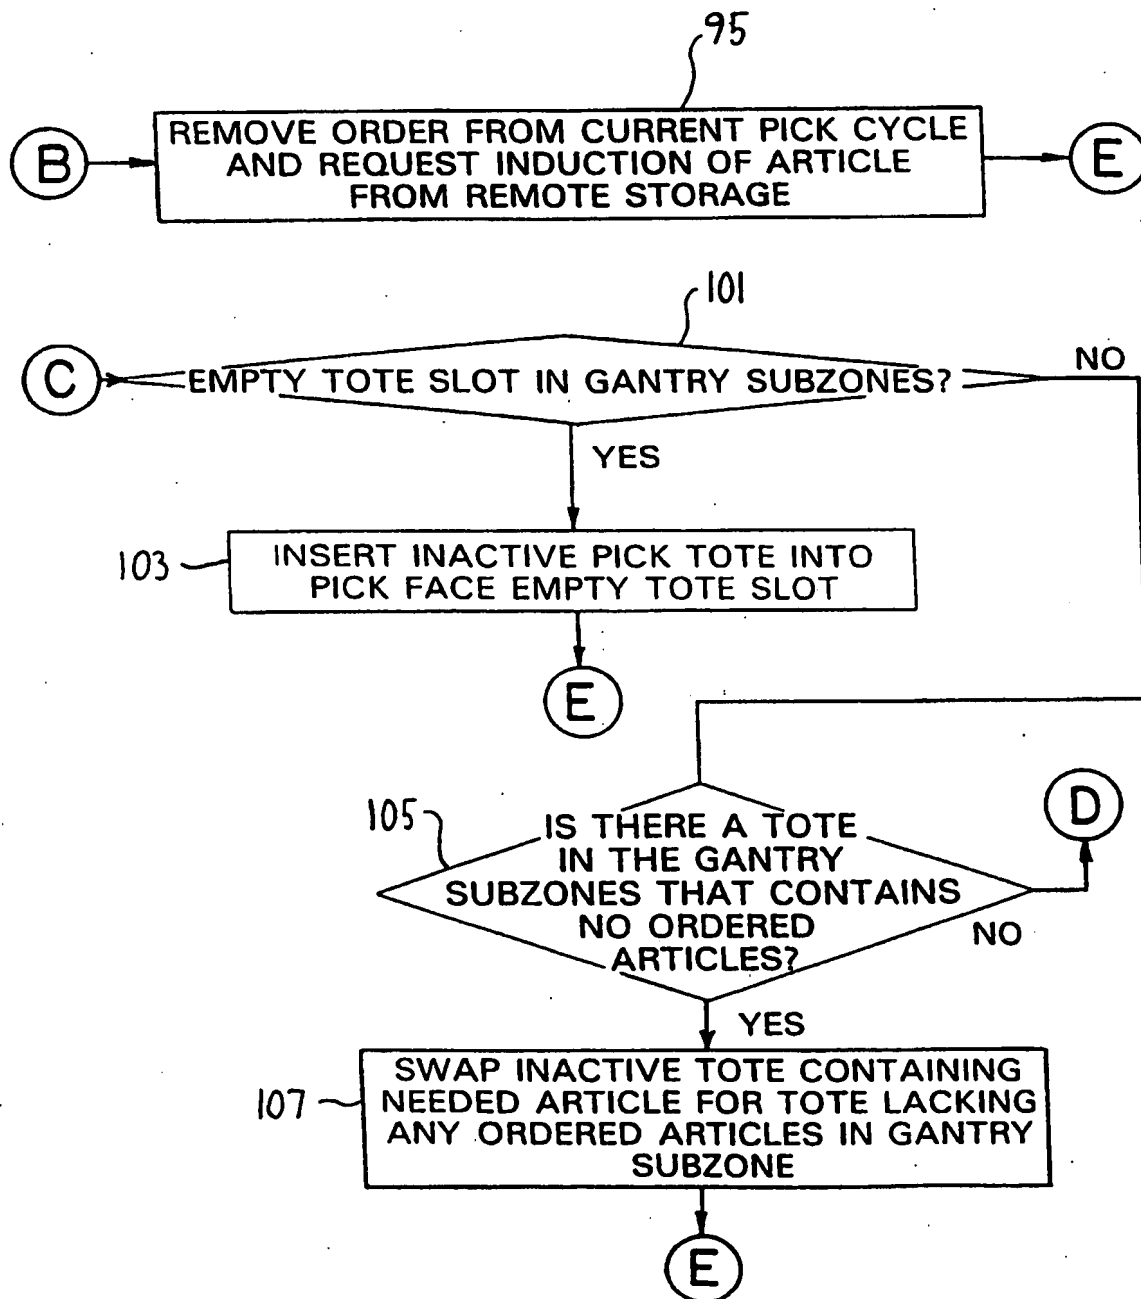 95
B
REMOVE ORDER FROM CURRENT PICK CYCLE
AND REQUEST INDUCTION OF ARTICLE
FROM REMOTE STORAGE
E
101
C
EMPTY TOTE SLOT IN GANTRY SUBZONES?
NO
YES
103
INSERT INACTIVE PICK TOTE INTO
PICK FACE EMPTY TOTE SLOT
E
D
105
IS THERE A TOTE
IN THE GANTRY
SUBZONES THAT CONTAINS
NO ORDERED
ARTICLES?
NO
YES
107
SWAP INACTIVE TOTE CONTAINING
NEEDED ARTICLE FOR TOTE LACKING
ANY ORDERED ARTICLES IN GANTRY
SUBZONE
E